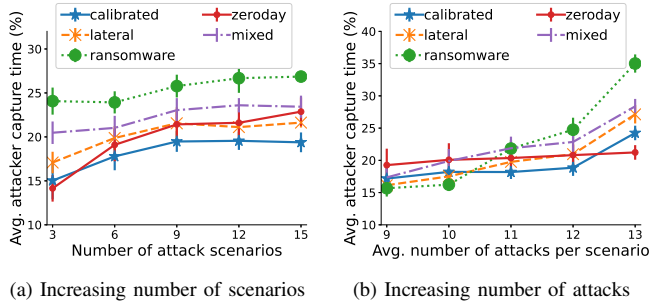 calibrated
lateral
ransomware
zeroday
mixed
Avg. attacker capture time (%)
30
25
20
15
10
3
6
9
12
15
Number of attack scenarios
(a) Increasing number of scenarios
calibrated
lateral
ransomware
zeroday
mixed
Avg. attacker capture time (%)
40
35
30
25
20
15
10
9
10
11
12
13
Avg. number of attacks per scenario
(b) Increasing number of attacks